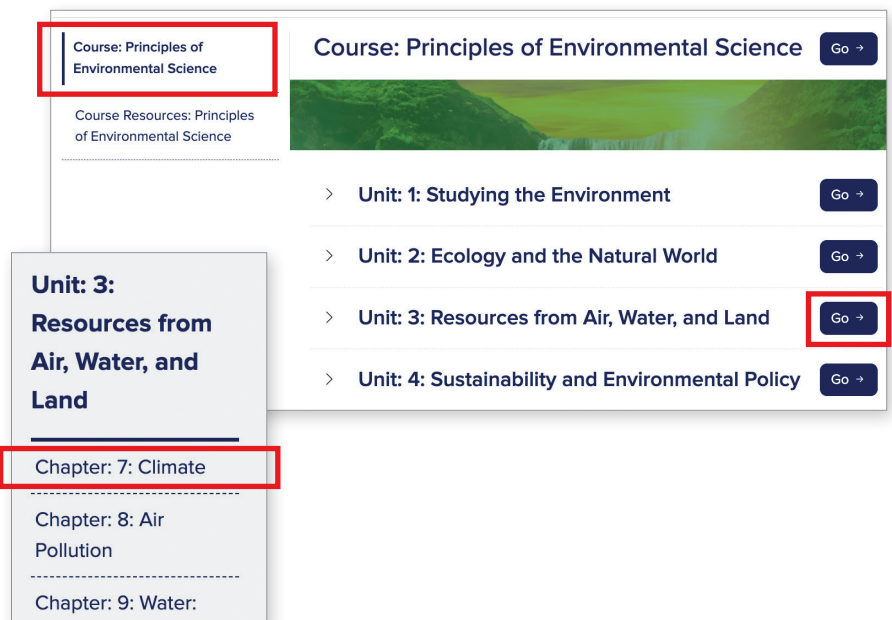 Course: Principles of
Environmental Science
Course Resources: Principles
of Environmental Science
Course: Principles of Environmental Science
Go →
Unit: 1: Studying the Environment
Go →
Unit: 2: Ecology and the Natural World
Go →
Unit: 3: Resources from Air, Water, and Land
Go →
Unit: 4: Sustainability and Environmental Policy
Go →
Unit: 3:
Resources from
Air, Water, and
Land
Chapter: 7: Climate
Chapter: 8: Air
Pollution
Chapter: 9: Water: